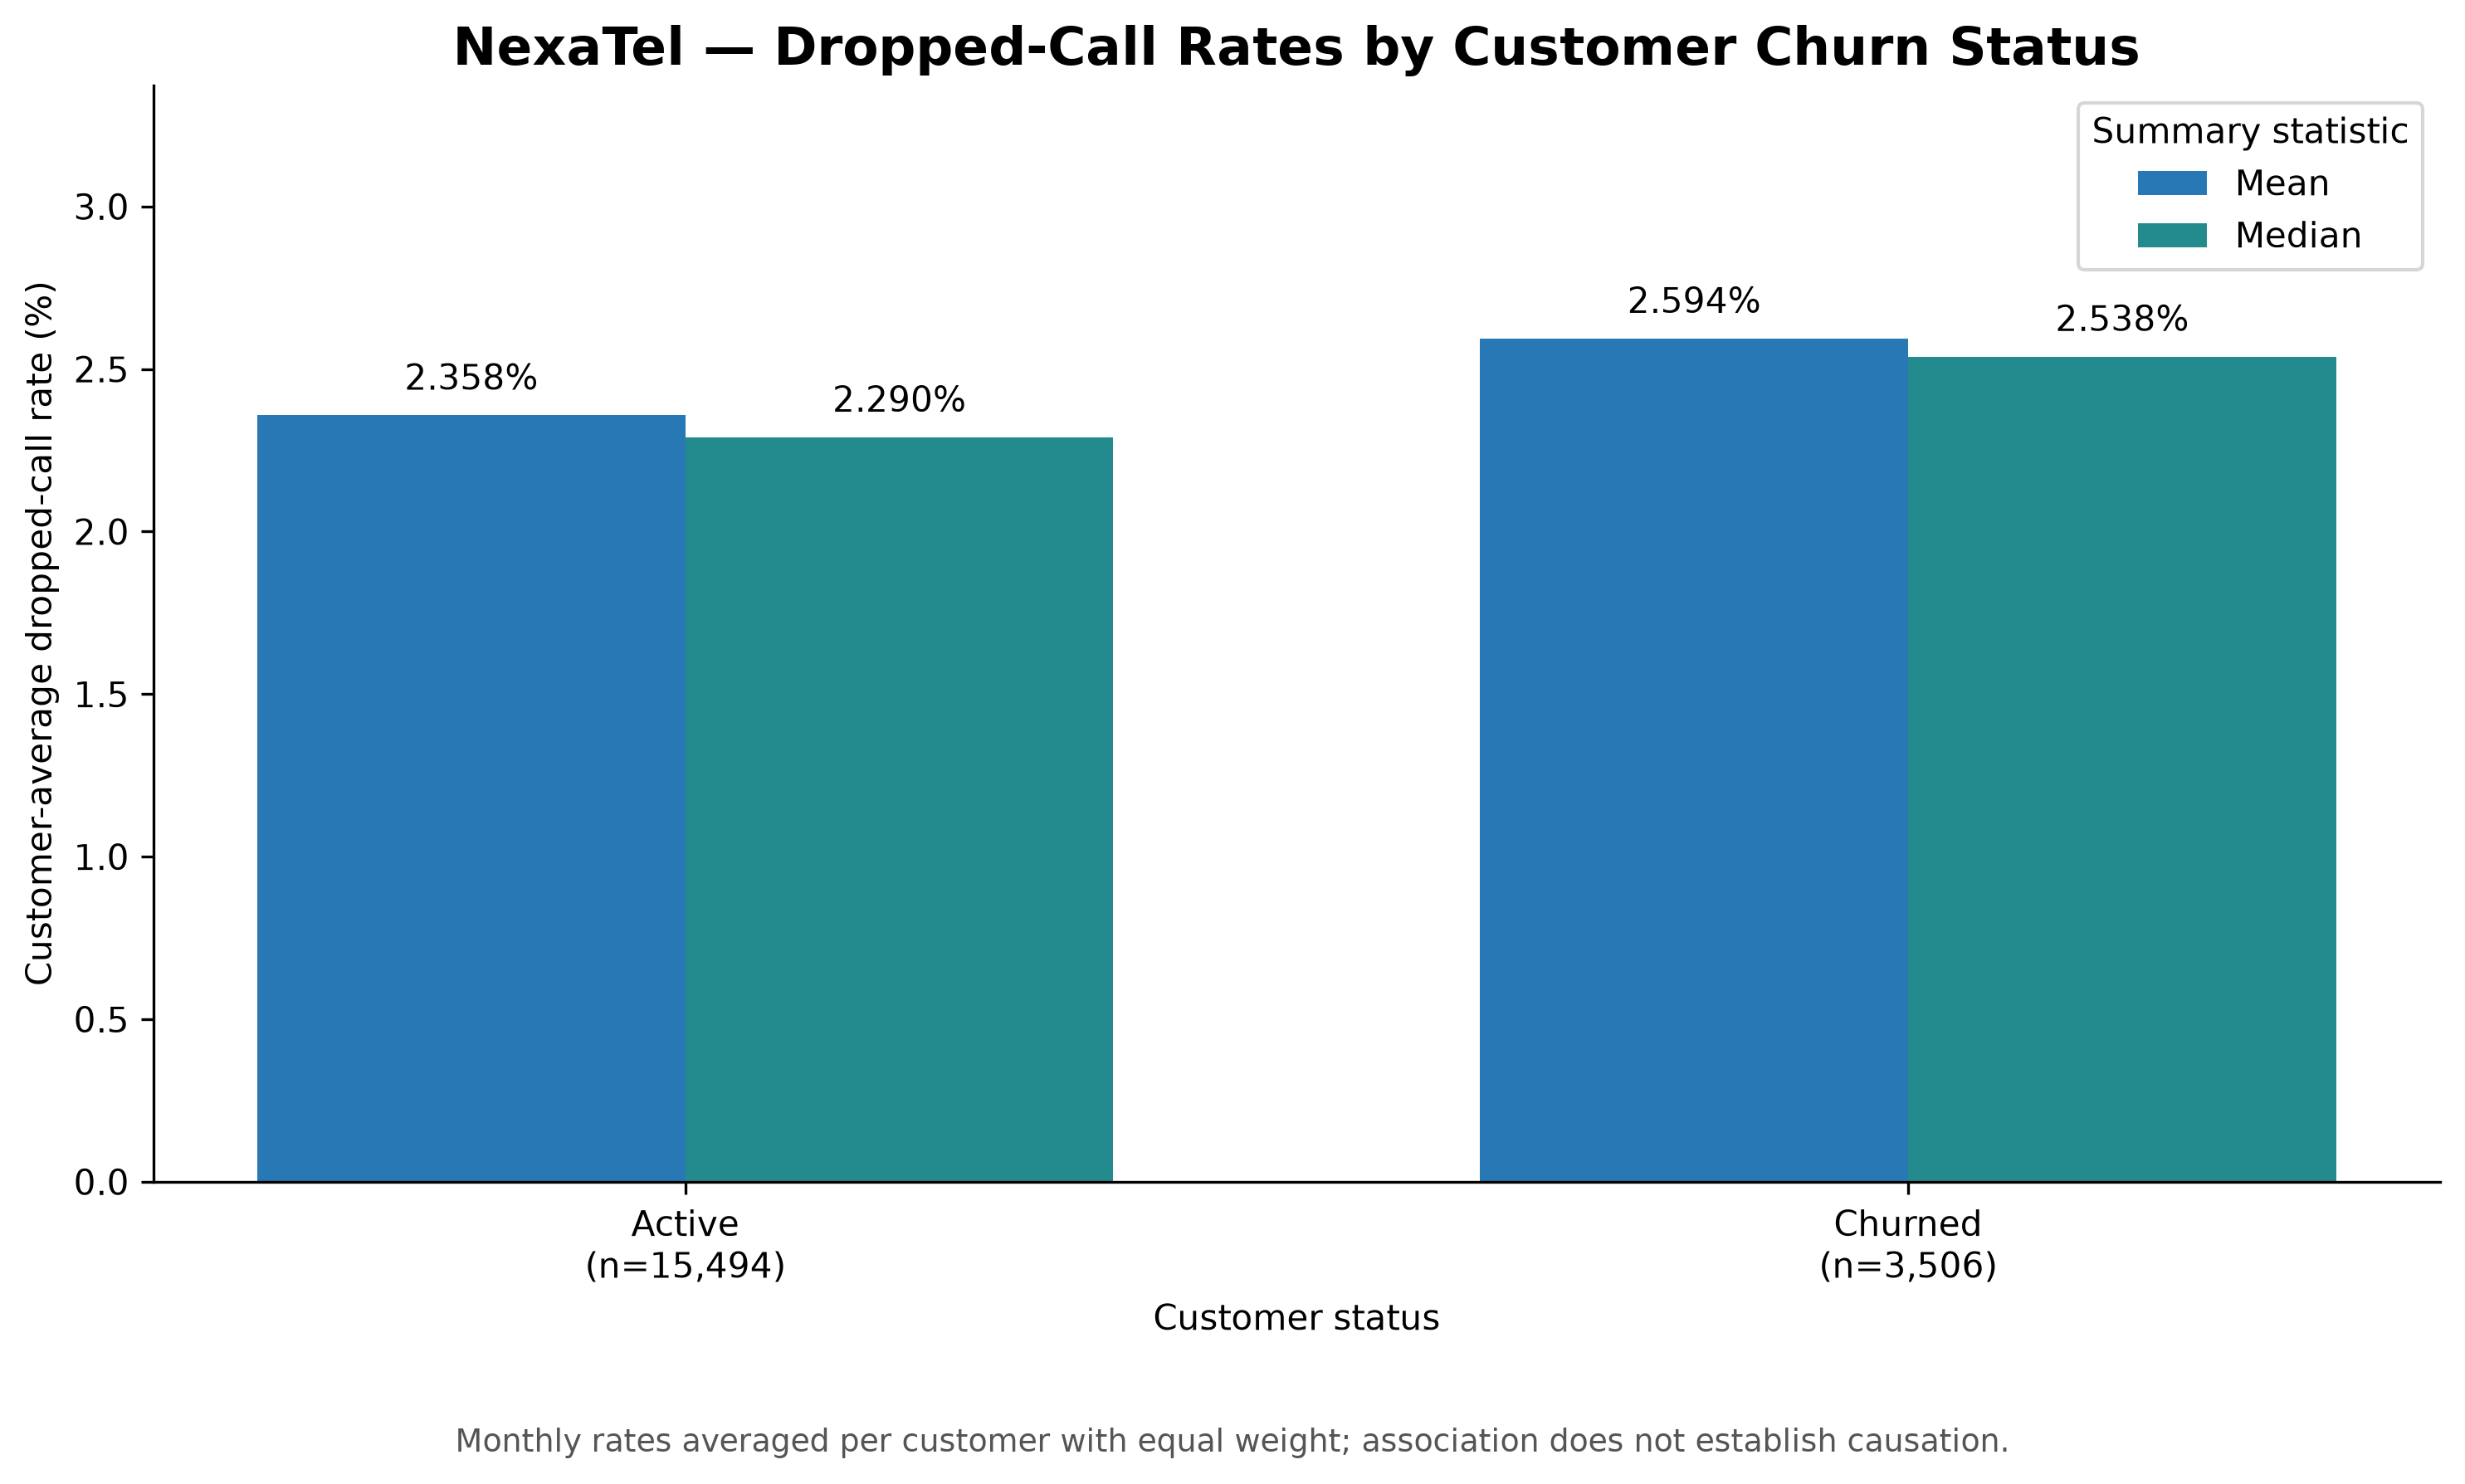 NexaTel — Dropped-Call Rates by Customer Churn Status
Customer-average dropped-call rate (%)
3.0
2.5
2.0
1.5
1.0
0.5
0.0
Summary statistic
Mean
Median
2.358%
2.290%
2.594%
2.538%
Active
(n=15,494)
Churned
(n=3,506)
Customer status
Monthly rates averaged per customer with equal weight; association does not establish causation.